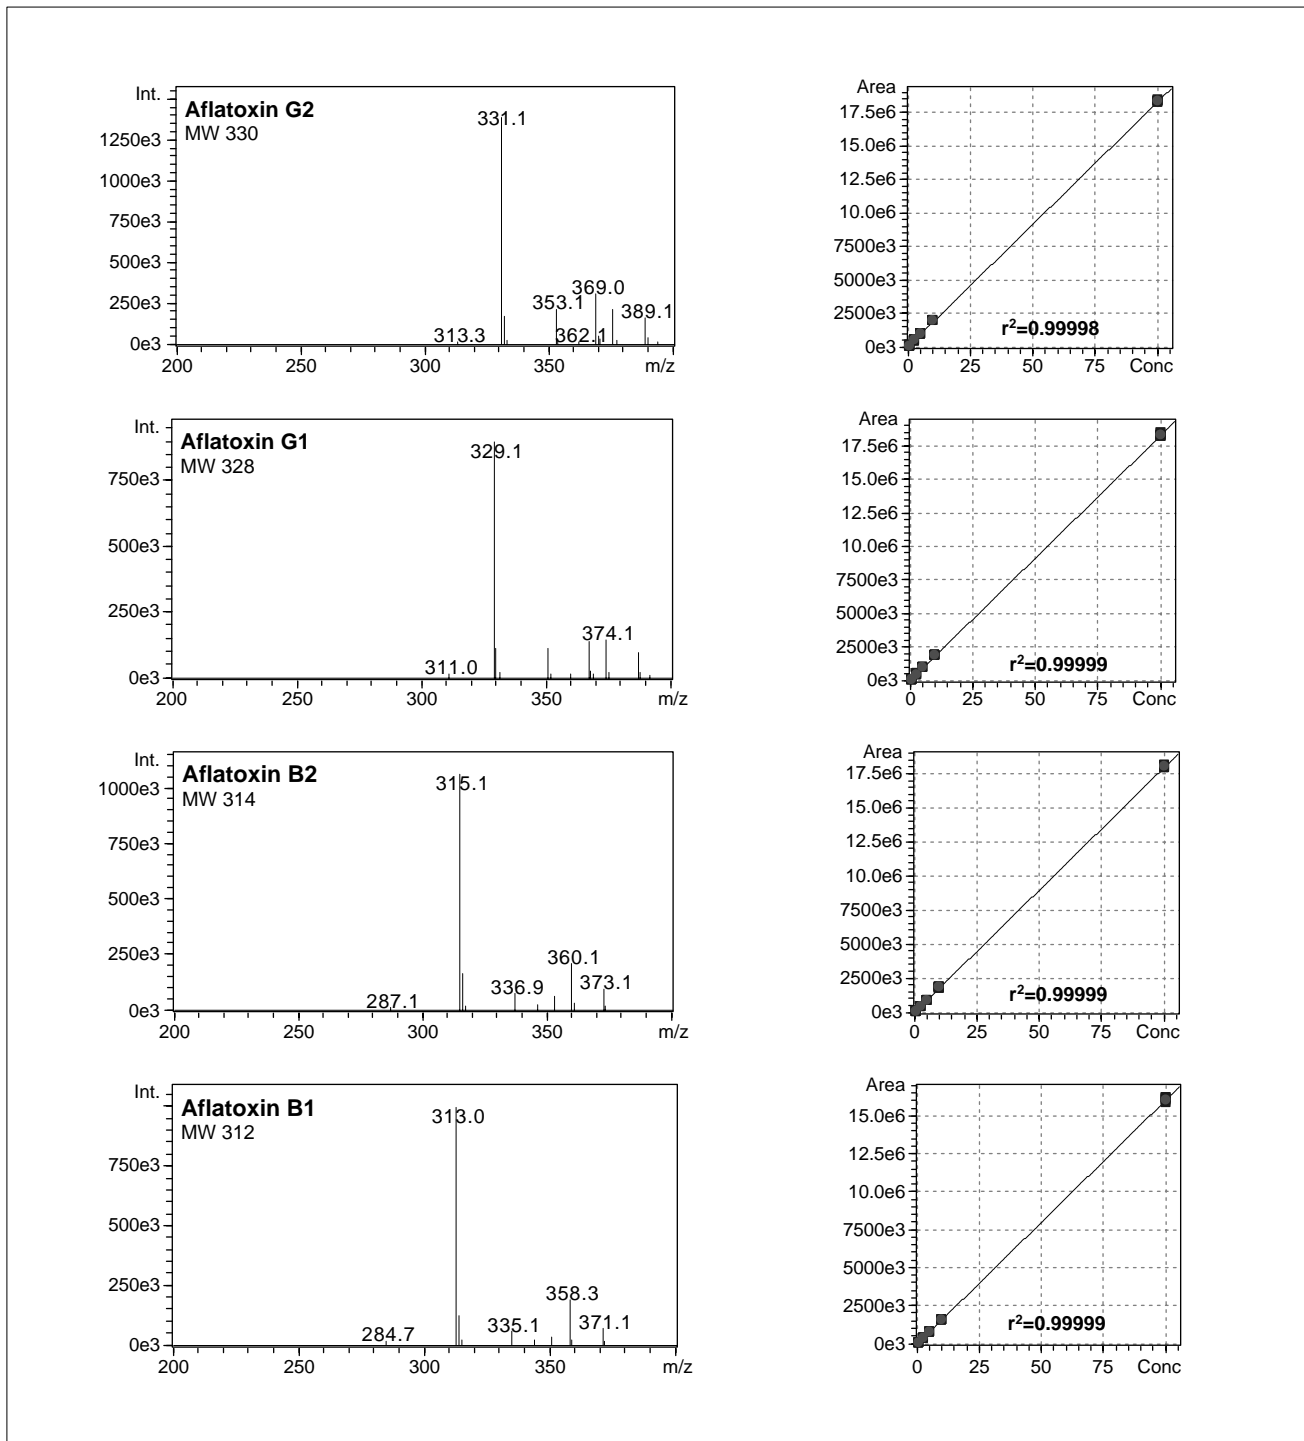 Int.
Aflatoxin G2
MW 330
1250e3
1000e3
750e3
500e3
250e3
0e3
331.1
313.3
353.1
362.1
369.0
389.1
200
250
300
350
m/z
Area
17.5e6
15.0e6
12.5e6
10.0e6
7500e3
5000e3
2500e3
0e3
r²=0.99998
0
25
50
75
Conc
Int.
Aflatoxin G1
MW 328
750e3
500e3
250e3
0e3
329.1
311.0
374.1
200
250
300
350
m/z
Area
17.5e6
15.0e6
12.5e6
10.0e6
7500e3
5000e3
2500e3
0e3
r²=0.99999
0
25
50
75
Conc
Int.
Aflatoxin B2
MW 314
1000e3
750e3
500e3
250e3
0e3
315.1
287.1
336.9
360.1
373.1
200
250
300
350
m/z
Area
17.5e6
15.0e6
12.5e6
10.0e6
7500e3
5000e3
2500e3
0e3
r²=0.99999
0
25
50
75
Conc
Int.
Aflatoxin B1
MW 312
750e3
500e3
250e3
0e3
313.0
284.7
335.1
358.3
371.1
200
250
300
350
m/z
Area
15.0e6
12.5e6
10.0e6
7500e3
5000e3
2500e3
0e3
r²=0.99999
0
25
50
75
Conc